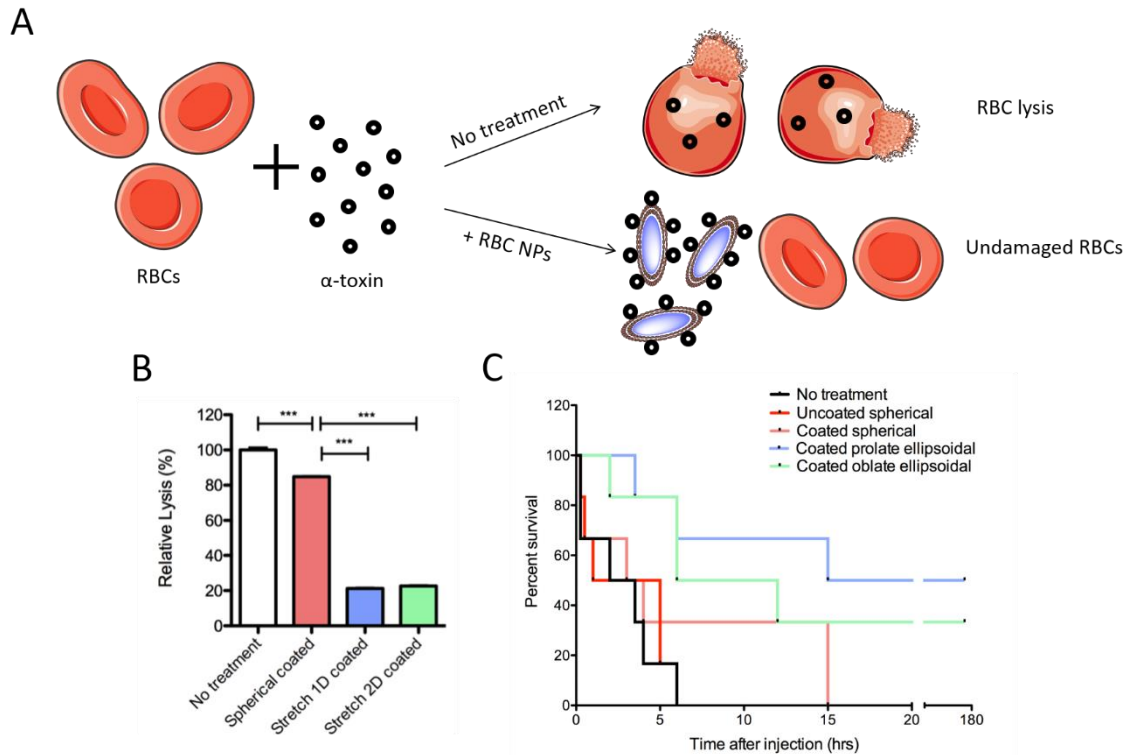 A
RBCs
α-toxin
No treatment
+ RBC NPs
RBC lysis
Undamaged RBCs
B
120
100
80
60
40
20
0
Relative Lysis (%)
***
***
***
No treatment
Spherical coated
Stretch 1D coated
Stretch 2D coated
C
No treatment
Uncoated spherical
Coated spherical
Coated prolate ellipsoidal
Coated oblate ellipsoidal
120
100
80
60
40
20
0
Percent survival
0 5 10 15 20 180
Time after injection (hrs)